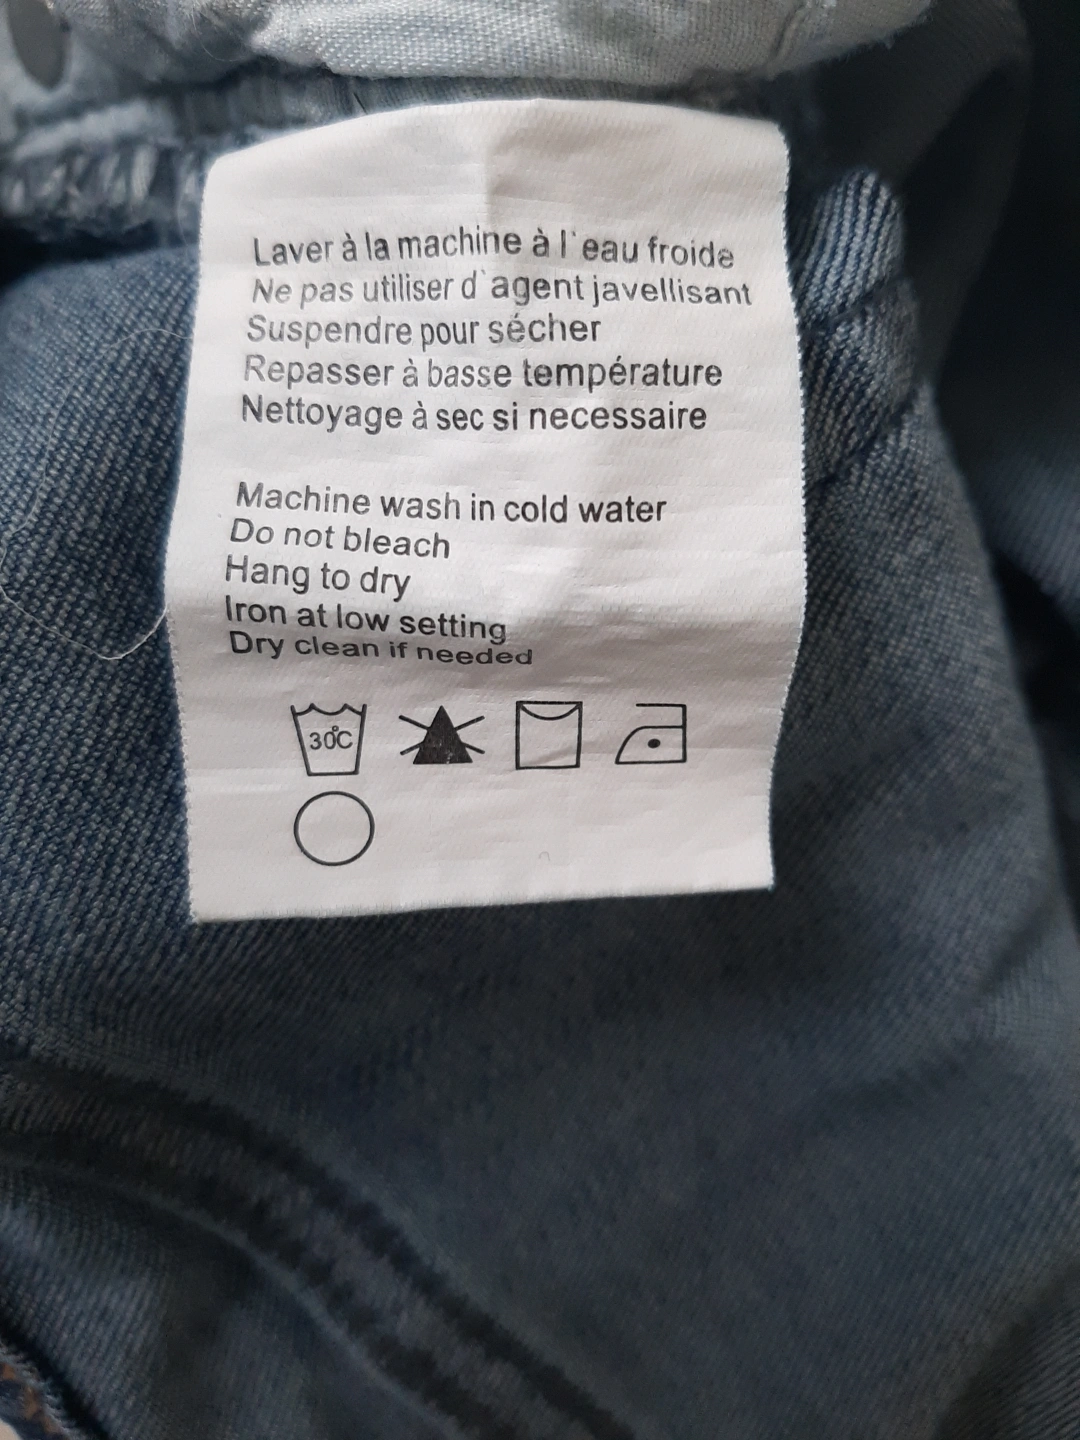 Laver à la machine à l'eau froide
Ne pas utiliser d'agent javellisant
Suspendre pour sécher
Repasser à basse température
Nettoyage à sec si necessaire
Machine wash in cold water
Do not bleach
Hang to dry
Iron at low setting
Dry clean if needed
30°C